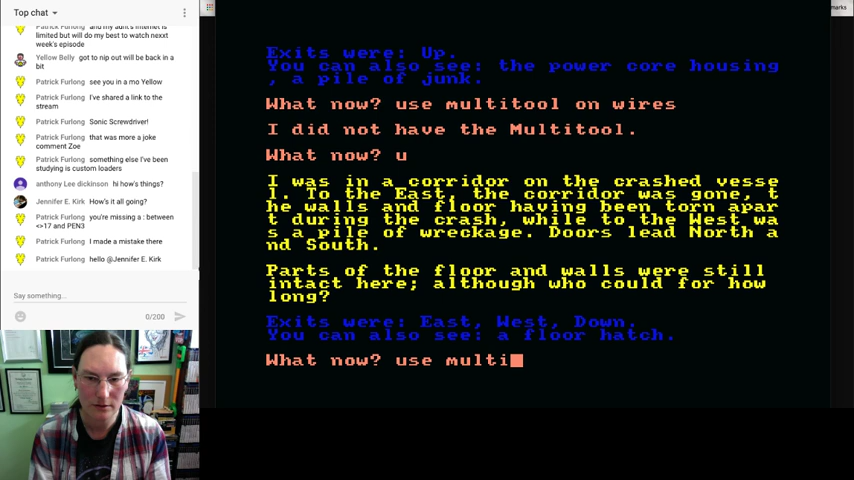 Top chat
Patrick Furlong and my aunt's internet is
limited but will do my best to watch nexxt
week's episode
Yellow Belly got to nip out will be back in a
bit
Patrick Furlong see you in a mo Yellow
Patrick Furlong I've shared a link to the
stream
Patrick Furlong Sonic Screwdriver!
Patrick Furlong that was more a joke
comment Zoe
Patrick Furlong something else I've been
studying is custom loaders
anthony Lee dickinson hi how's things?
Jennifer E. Kirk How's it all going?
Patrick Furlong you're missing a : between
<>17 and PEN3
Patrick Furlong I made a mistake there
Patrick Furlong hello @Jennifer E. Kirk
Say something...
0/200
marks
Exits were: Up.
You can also see: the power core housing
, a pile of junk.
What now? use multitool on wires
I did not have the Multitool.
What now? u
I was in a corridor on the crashed vesse
l. To the East, the corridor was gone, t
he walls and floor having been torn apar
t during the crash, while to the West wa
s a pile of wreckage. Doors lead North a
nd South.
Parts of the floor and walls were still
intact here; although who could for how
long?
Exits were: East, West, Down.
You can also see: a floor hatch.
What now? use multi